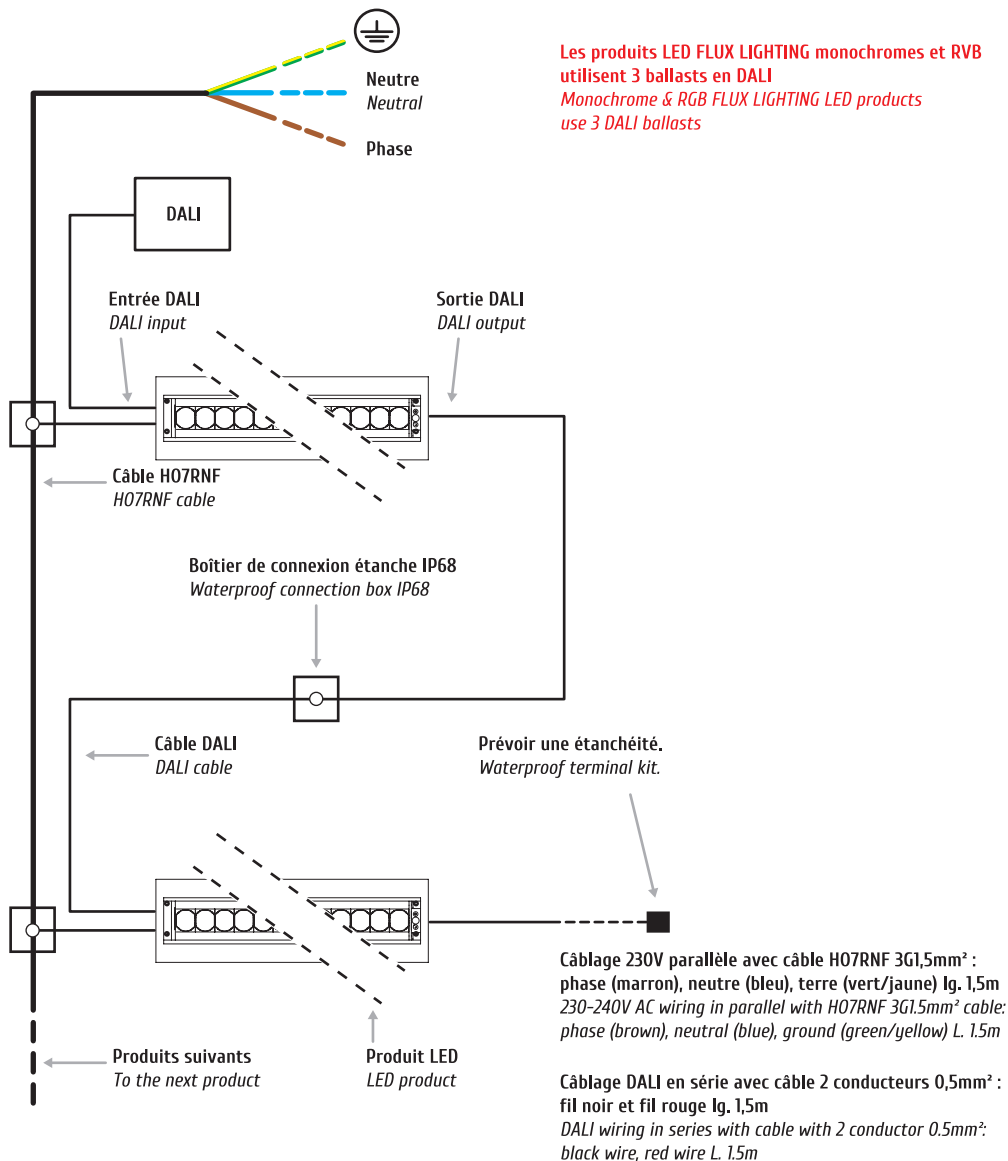 Les produits LED FLUX LIGHTING monochromes et RVB
utilisent 3 ballasts en DALI
Monochrome & RGB FLUX LIGHTING LED products
use 3 DALI ballasts
Neutre
Neutral
Phase
DALI
Entrée DALI
DALI input
Sortie DALI
DALI output
Câble HO7RNF
HO7RNF cable
Boîtier de connexion étanche IP68
Waterproof connection box IP68
Câble DALI
DALI cable
Prévoir une étanchéité.
Waterproof terminal kit.
Produits suivants
To the next product
Produit LED
LED product
Câblage 230V parallèle avec câble HO7RNF 3G1,5mm² :
phase (marron), neutre (bleu), terre (vert/jaune) lg. 1,5m
230-240V AC wiring in parallel with HO7RNF 3G1.5mm² cable:
phase (brown), neutral (blue), ground (green/yellow) L. 1.5m
Câblage DALI en série avec câble 2 conducteurs 0,5mm² :
fil noir et fil rouge lg. 1,5m
DALI wiring in series with cable with 2 conductor 0.5mm²:
black wire, red wire L. 1.5m